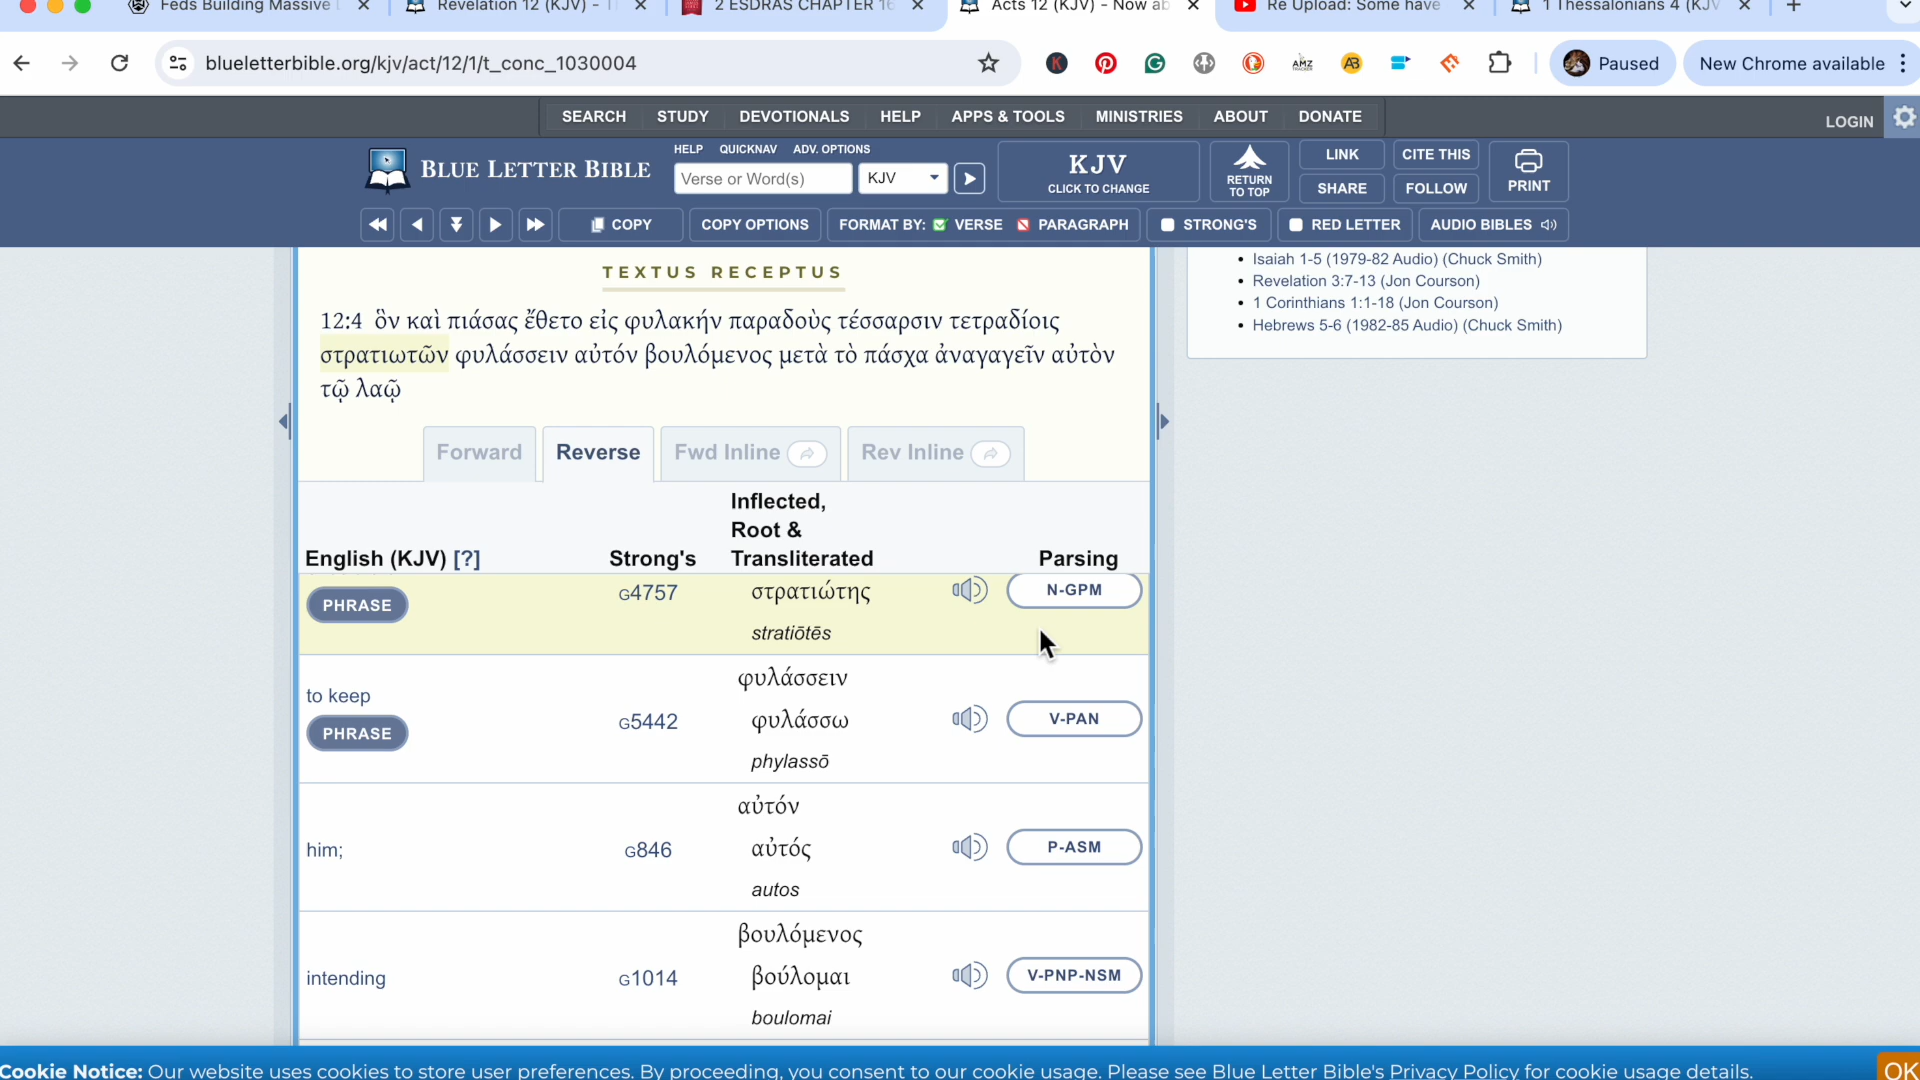 Feds Building Massive
Revelation 12 (KJV) -
2 ESDRAS CHAPTER 16
Acts 12 (KJV) - Now ab
Re Upload: Some have
1 Thessalonians 4 (KJV
blueletterbible.org/kjv/act/12/1/t_conc_1030004
Paused
New Chrome available
SEARCH STUDY DEVOTIONALS HELP APPS & TOOLS MINISTRIES ABOUT DONATE
LOGIN
BLUE LETTER BIBLE
HELP QUICKNAV ADV. OPTIONS
Verse or Word(s)
KJV
KJV
CLICK TO CHANGE
RETURN
TO TOP
LINK
CITE THIS
SHARE
FOLLOW
PRINT
COPY
COPY OPTIONS
FORMAT BY: VERSE PARAGRAPH
STRONG'S
RED LETTER
AUDIO BIBLES
TEXTUS RECEPTUS
12:4 ὃν καὶ πιάσας ἔθετο εἰς φυλακήν παραδοὺς τέσσαρσιν τετραδίοις
στρατιωτῶν φυλάσσειν αὐτόν βουλόμενος μετὰ τὸ πάσχα ἀναγαγεῖν αὐτὸν
τῷ λαῷ
Isaiah 1-5 (1979-82 Audio) (Chuck Smith)
Revelation 3:7-13 (Jon Courson)
1 Corinthians 1:1-18 (Jon Courson)
Hebrews 5-6 (1982-85 Audio) (Chuck Smith)
Forward
Reverse
Fwd Inline
Rev Inline
English (KJV) [?]
Strong's
Inflected,
Root &
Transliterated
Parsing
PHRASE
G4757
στρατιώτης
stratiōtēs
N-GPM
to keep
PHRASE
G5442
φυλάσσειν
φυλάσσω
phylassō
V-PAN
him;
G846
αὐτόν
αὐτός
autos
P-ASM
intending
G1014
βουλόμενος
βούλομαι
boulomai
V-PNP-NSM
Cookie Notice: Our website uses cookies to store user preferences. By proceeding, you consent to our cookie usage. Please see Blue Letter Bible's Privacy Policy for cookie usage details.
OK